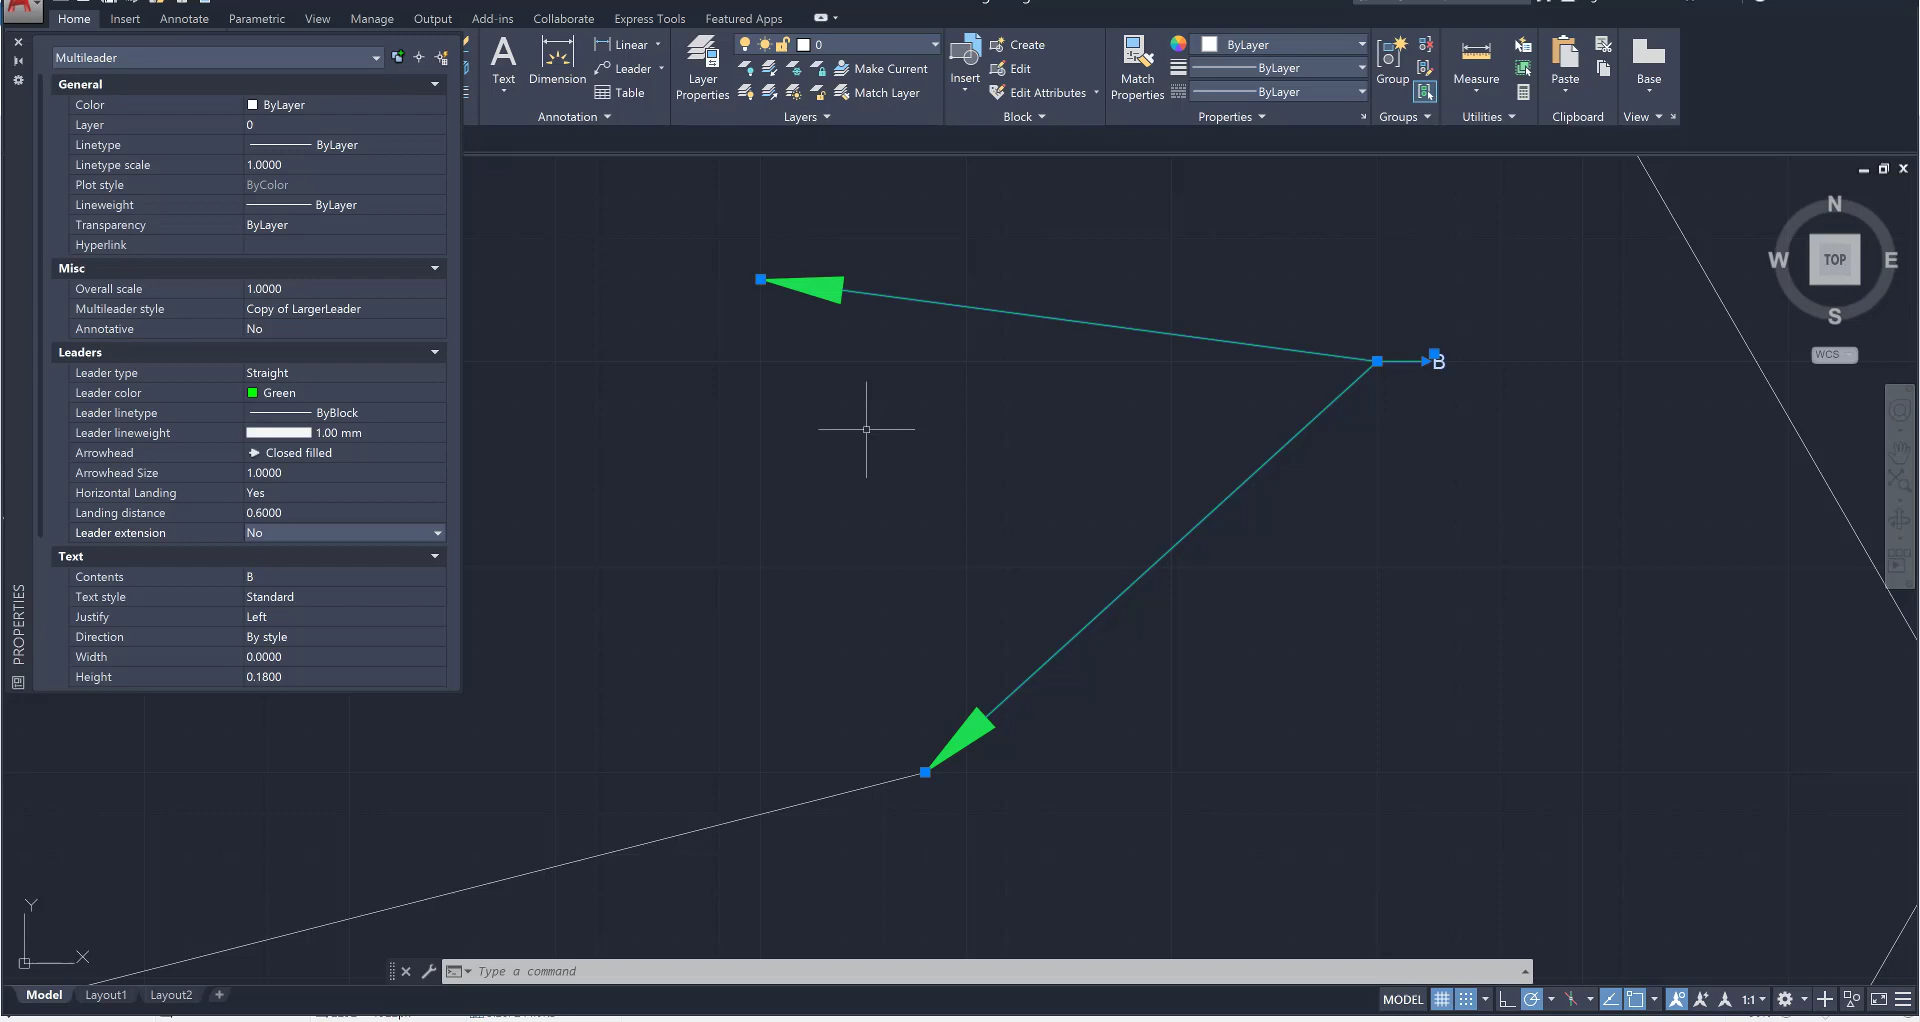 Home Insert Annotate Parametric View Manage Output Add-ins Collaborate Express Tools Featured Apps
Multileader
General
Color ByLayer
Layer 0
Linetype ByLayer
Linetype scale 1.0000
Plot style ByColor
Lineweight ByLayer
Transparency ByLayer
Hyperlink
Misc
Overall scale 1.0000
Multileader style Copy of LargerLeader
Annotative No
Leaders
Leader type Straight
Leader color Green
Leader linetype ByBlock
Leader lineweight 1.00 mm
Arrowhead Closed filled
Arrowhead Size 1.0000
Horizontal Landing Yes
Landing distance 0.6000
Leader extension No
Text
Contents B
Text style Standard
Justify Left
Direction By style
Width 0.0000
Height 0.1800
PROPERTIES
A
Text
Dimension
Linear
Leader
Table
Annotation
Layer
Properties
0
Make Current
Match Layer
Layers
Insert
Create
Edit
Edit Attributes
Block
Match
Properties
ByLayer
ByLayer
ByLayer
Properties
Group
Groups
Measure
Utilities
Paste
Clipboard
Base
View
N
W TOP E
S
WCS
B
Y
X
Type a command
Model Layout1 Layout2 +
MODEL
1:1